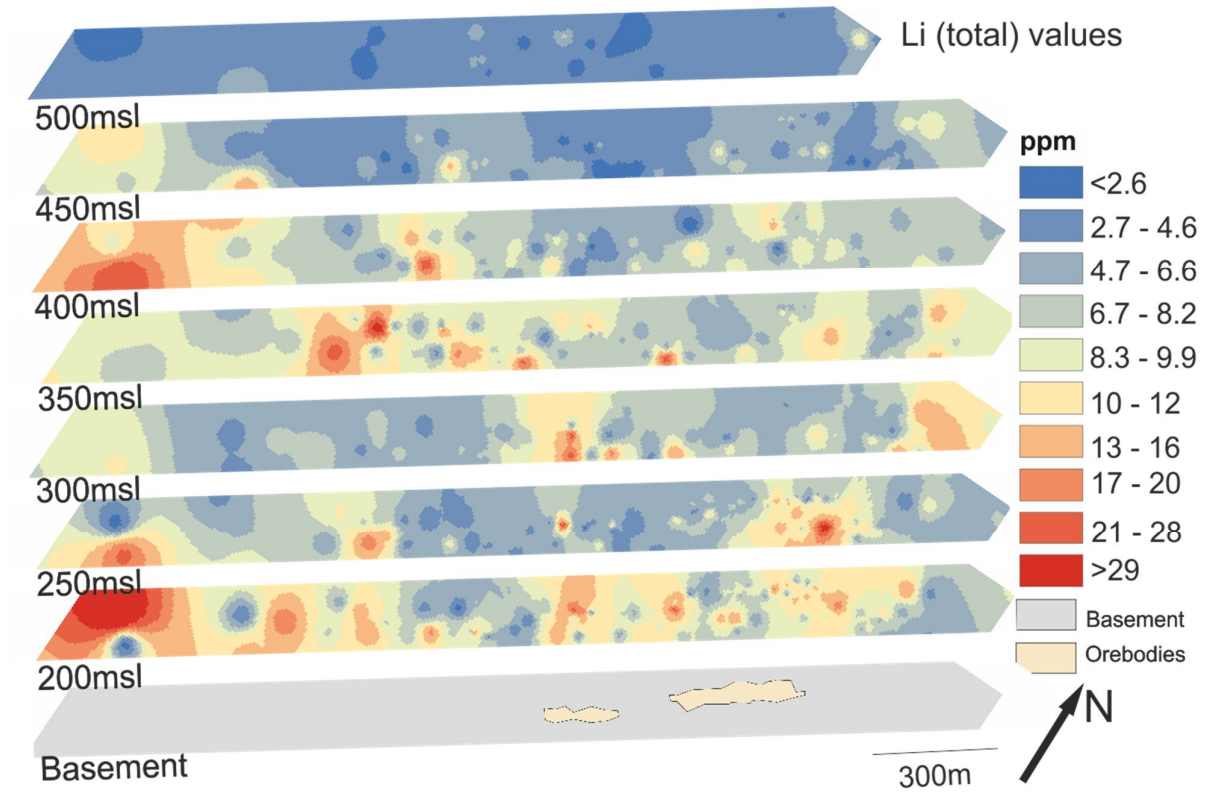 Li (total) values
500msl
450msl
400msl
350msl
300msl
250msl
200msl
Basement
ppm
<2.6
2.7 - 4.6
4.7 - 6.6
6.7 - 8.2
8.3 - 9.9
10 - 12
13 - 16
17 - 20
21 - 28
>29
Basement
Orebodies
N
300m